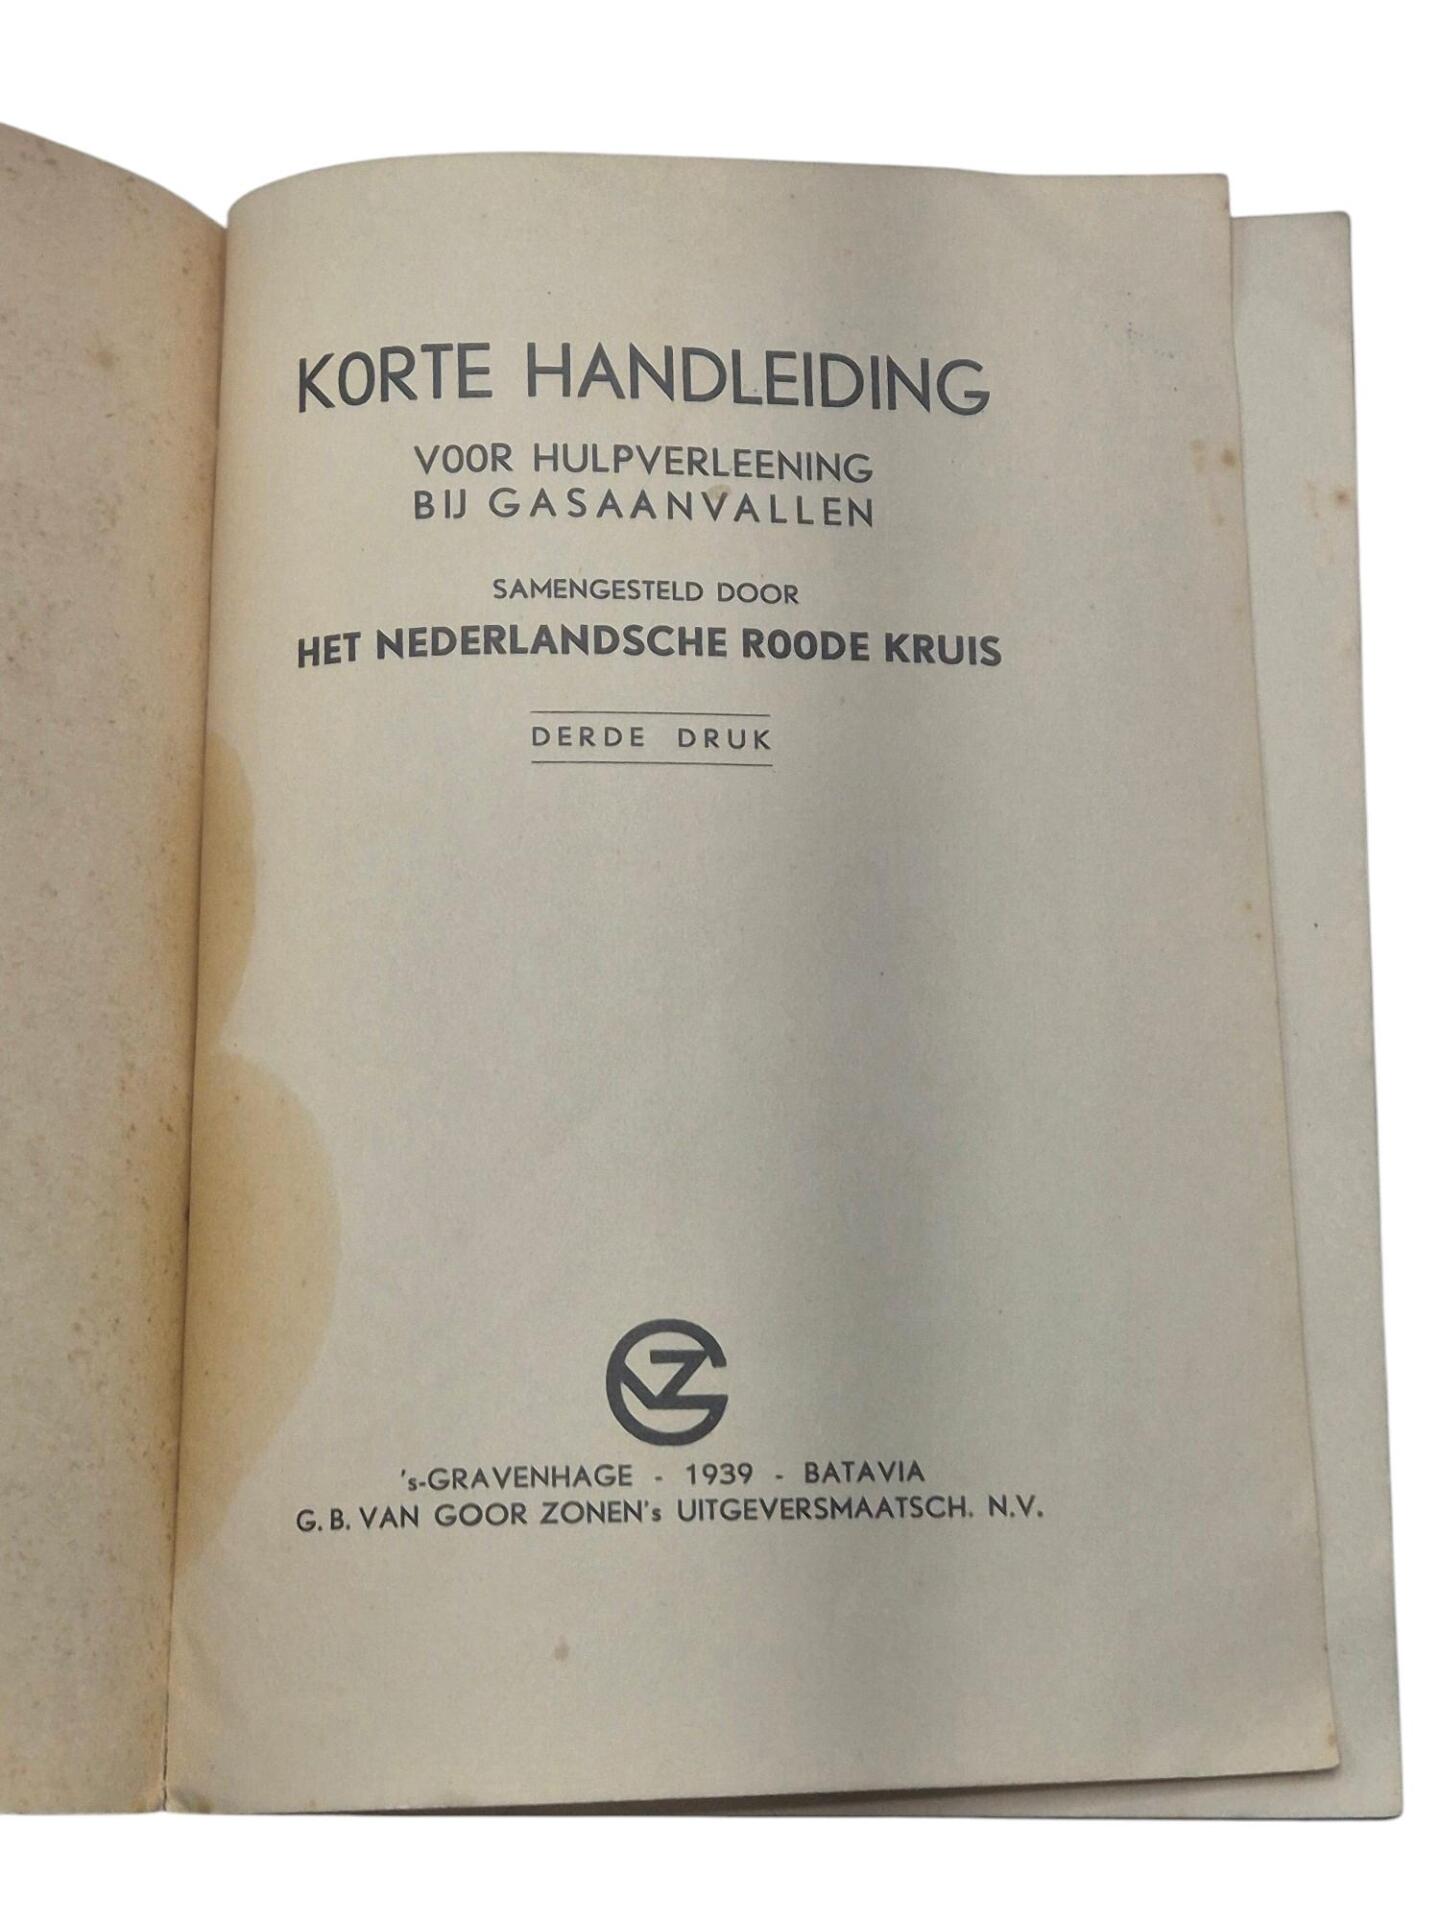 KORTE HANDLEIDING
VOOR HULPVERLEENING
BIJ GASAANVALLEN
SAMENGESTELD DOOR
HET NEDERLANDSCHE ROODE KRUIS
DERDE DRUK
GZ
's-GRAVENHAGE - 1939 - BATAVIA
G. B. VAN GOOR ZONEN's UITGEVERSMAATSCH. N.V.